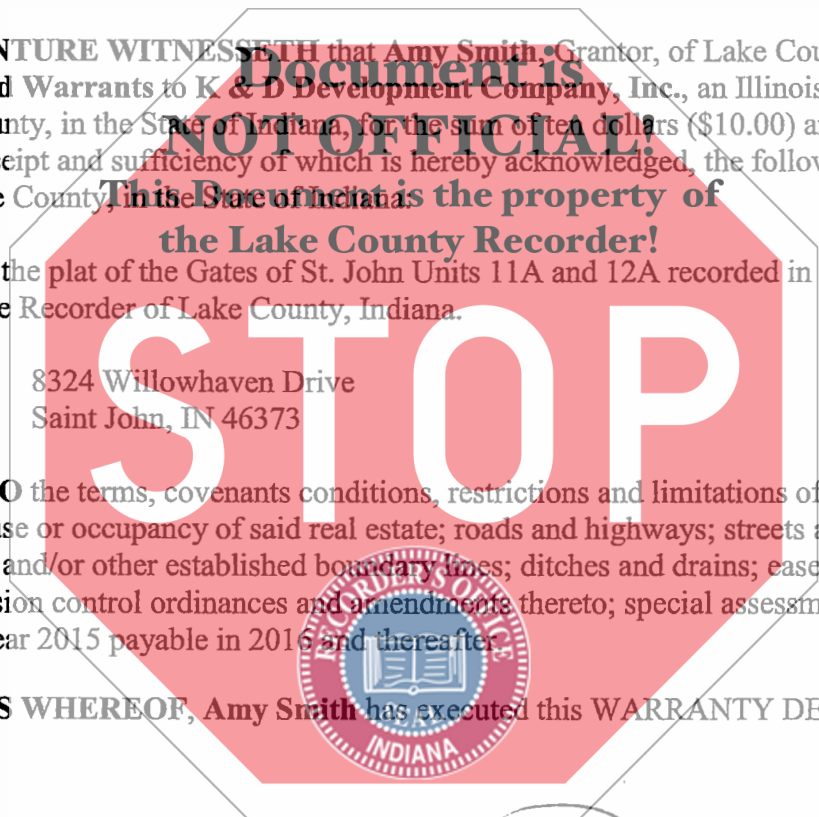 NTURE WITNESSETH that Amy Smith, Grantor, of Lake Cou
d Warrants to K & D Development Company, Inc., an Illinois
nty, in the State of Indiana, for the sum of ten dollars ($10.00) a
eipt and sufficiency of which is hereby acknowledged, the follow
e County, in the State of Indiana:
Document is
NOT OFFICIAL!
This Document is the property of
the Lake County Recorder!
the plat of the Gates of St. John Units 11A and 12A recorded in
e Recorder of Lake County, Indiana.
STOP
8324 Willowhaven Drive
Saint John, IN 46373
O the terms, covenants conditions, restrictions and limitations of
se or occupancy of said real estate; roads and highways; streets a
and/or other established boundary lines; ditches and drains; ease
sion control ordinances and amendments thereto; special assessm
ear 2015 payable in 2016 and thereafter.
S WHEREOF, Amy Smith has executed this WARRANTY DE
RECORDER'S OFFICE
SEAL
INDIANA